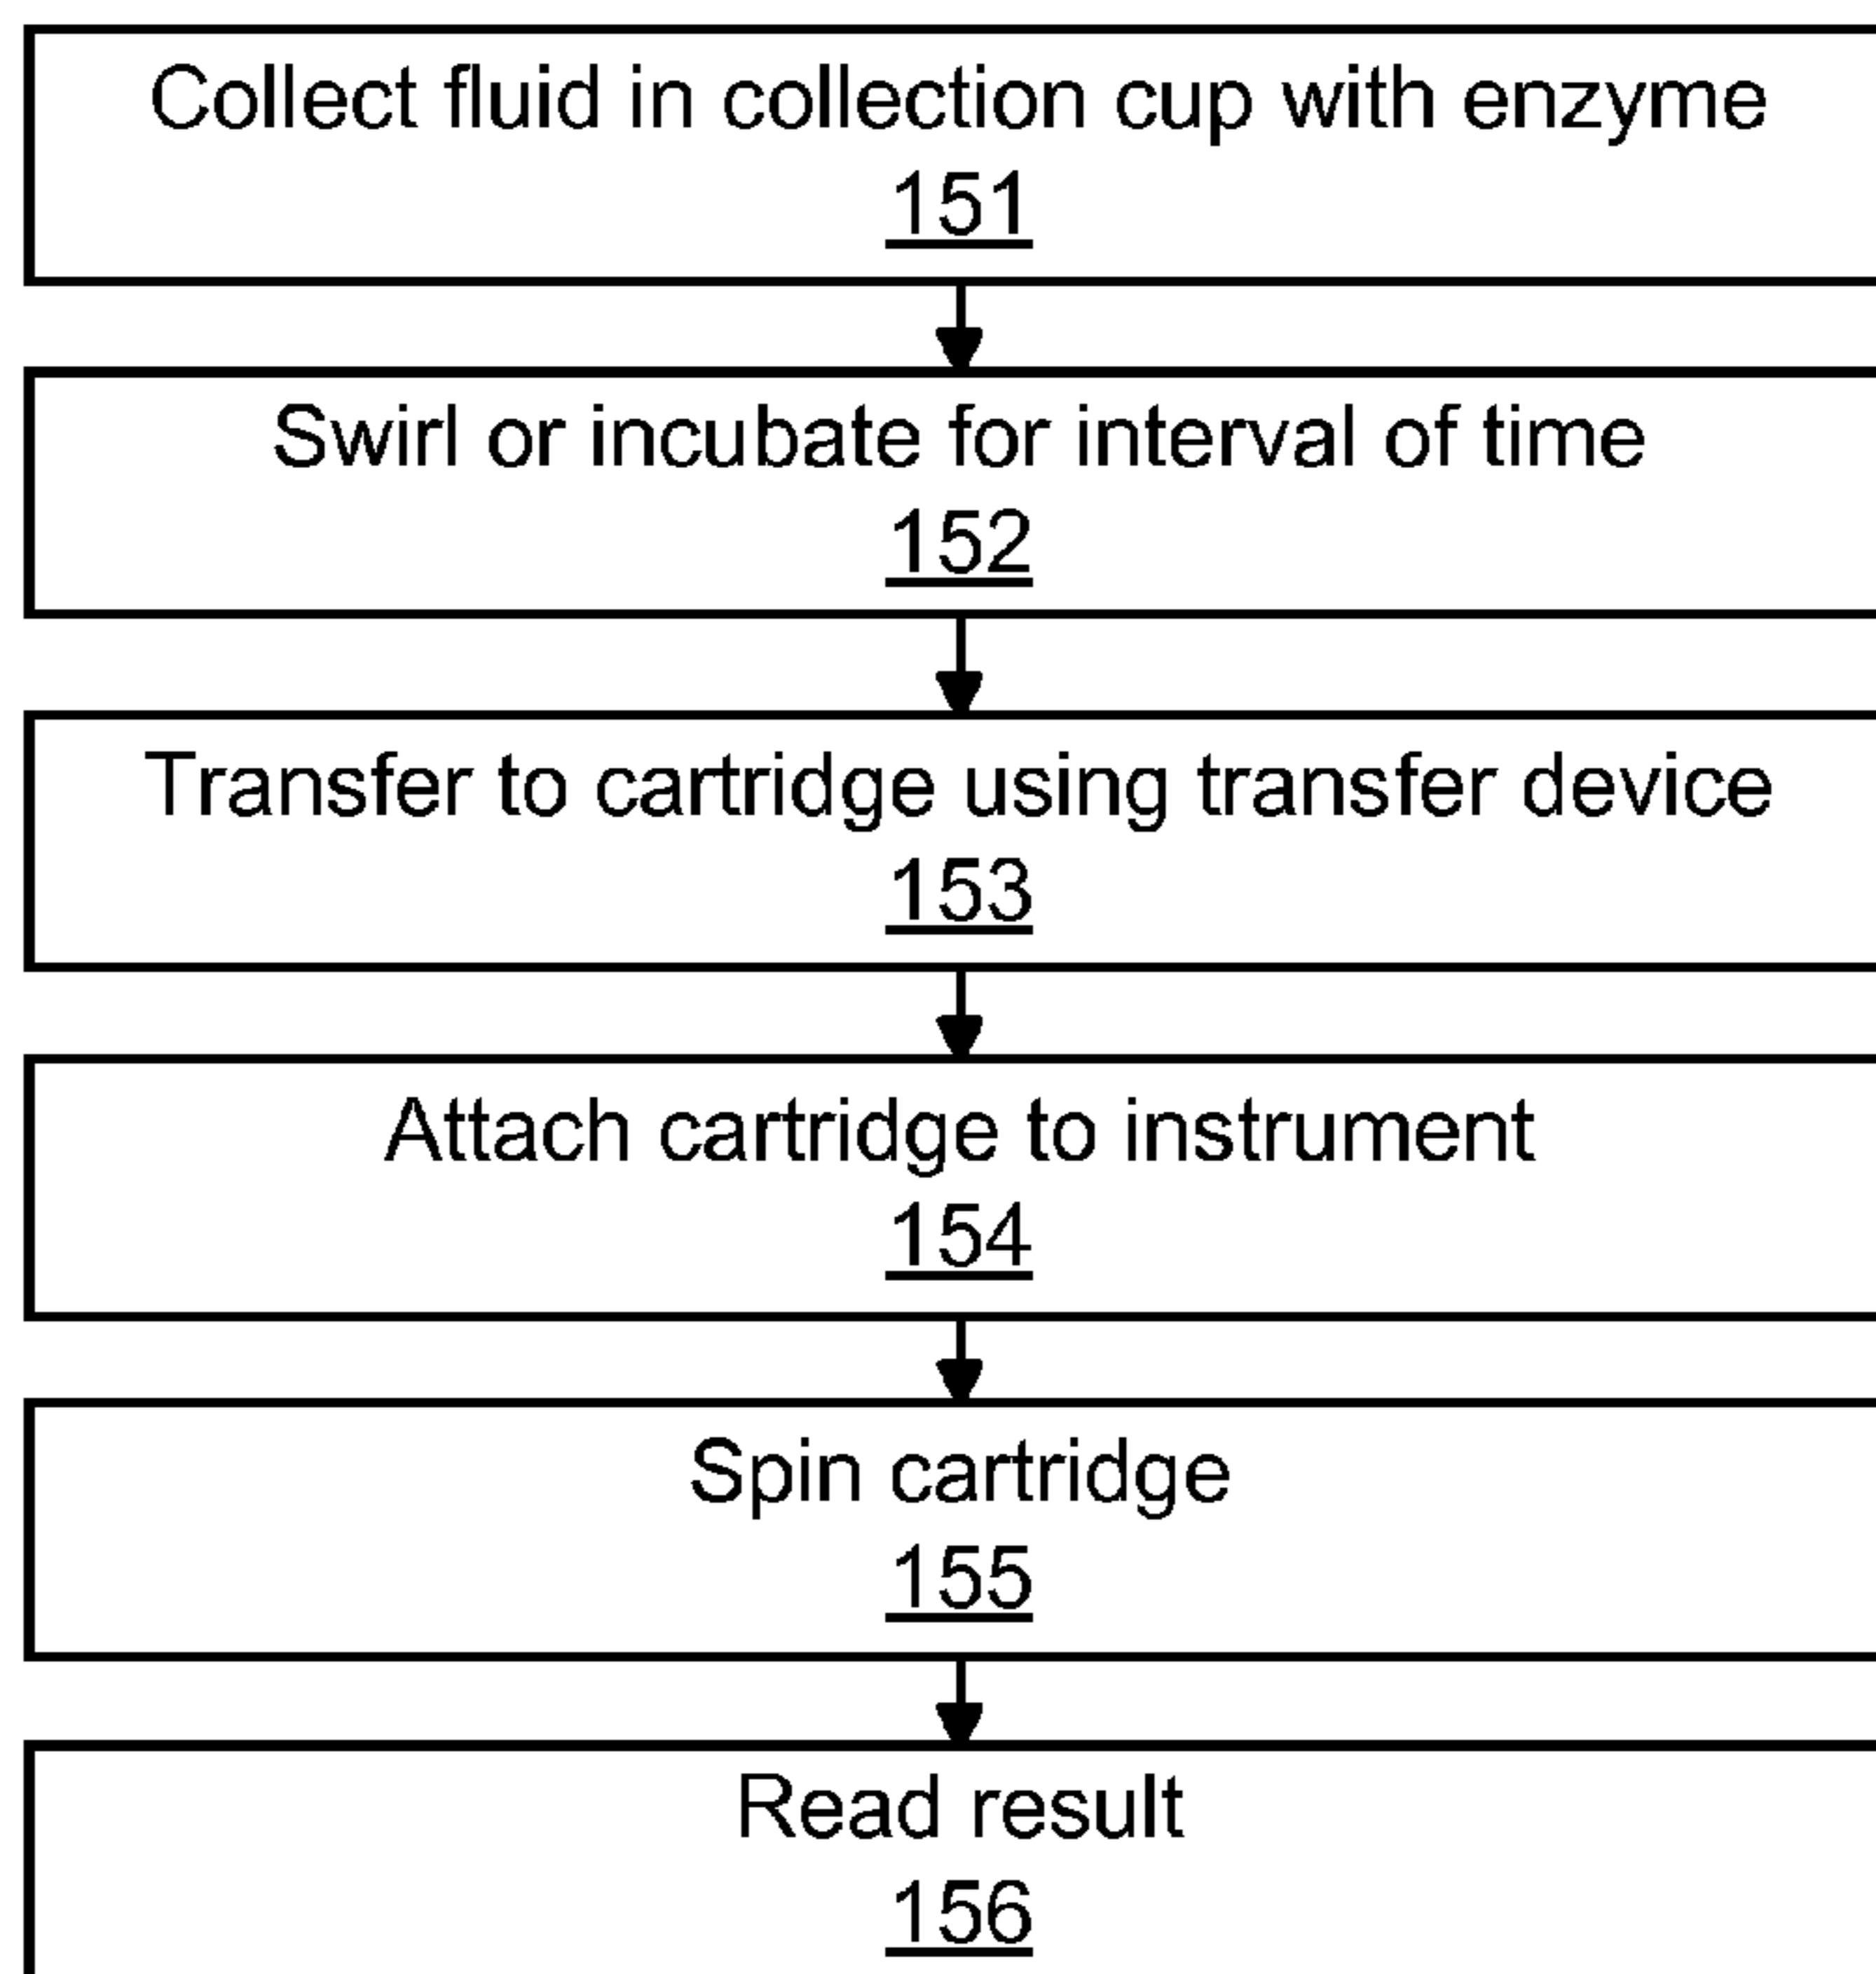 Collect fluid in collection cup with enzyme
151
Swirl or incubate for interval of time
152
Transfer to cartridge using transfer device
153
Attach cartridge to instrument
154
Spin cartridge
155
Read result
156